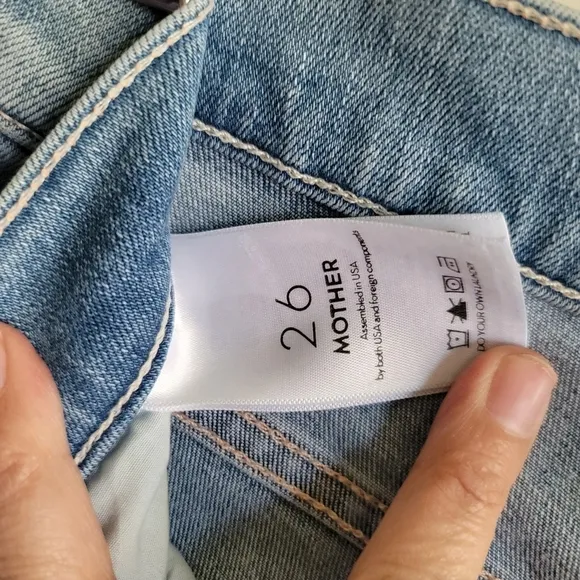 26
MOTHER
Assembled in USA
by both USA and foreign components
DO YOUR OWN LAUNDRY